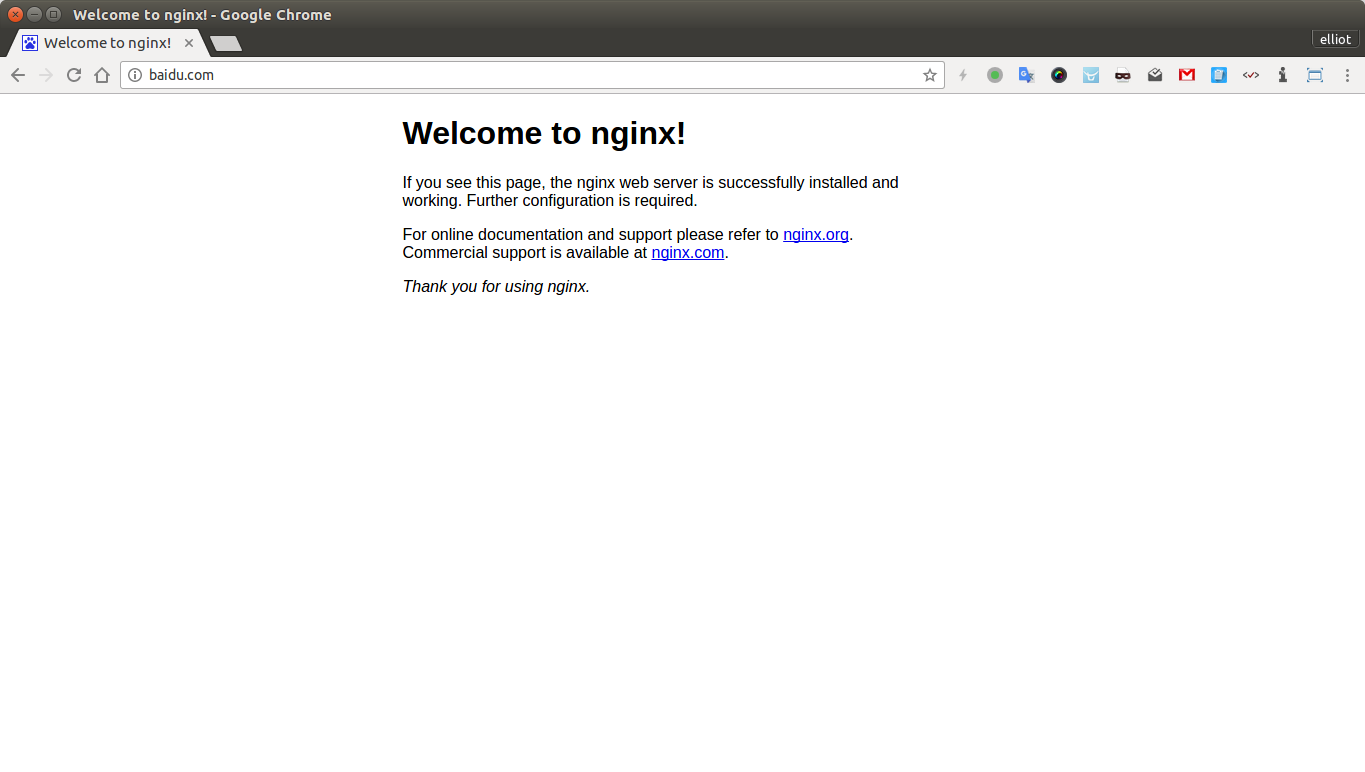 Welcome to nginx! - Google Chrome
Welcome to nginx!
elliot
baidu.com
Welcome to nginx!
If you see this page, the nginx web server is successfully installed and
working. Further configuration is required.
For online documentation and support please refer to nginx.org.
Commercial support is available at nginx.com.
Thank you for using nginx.